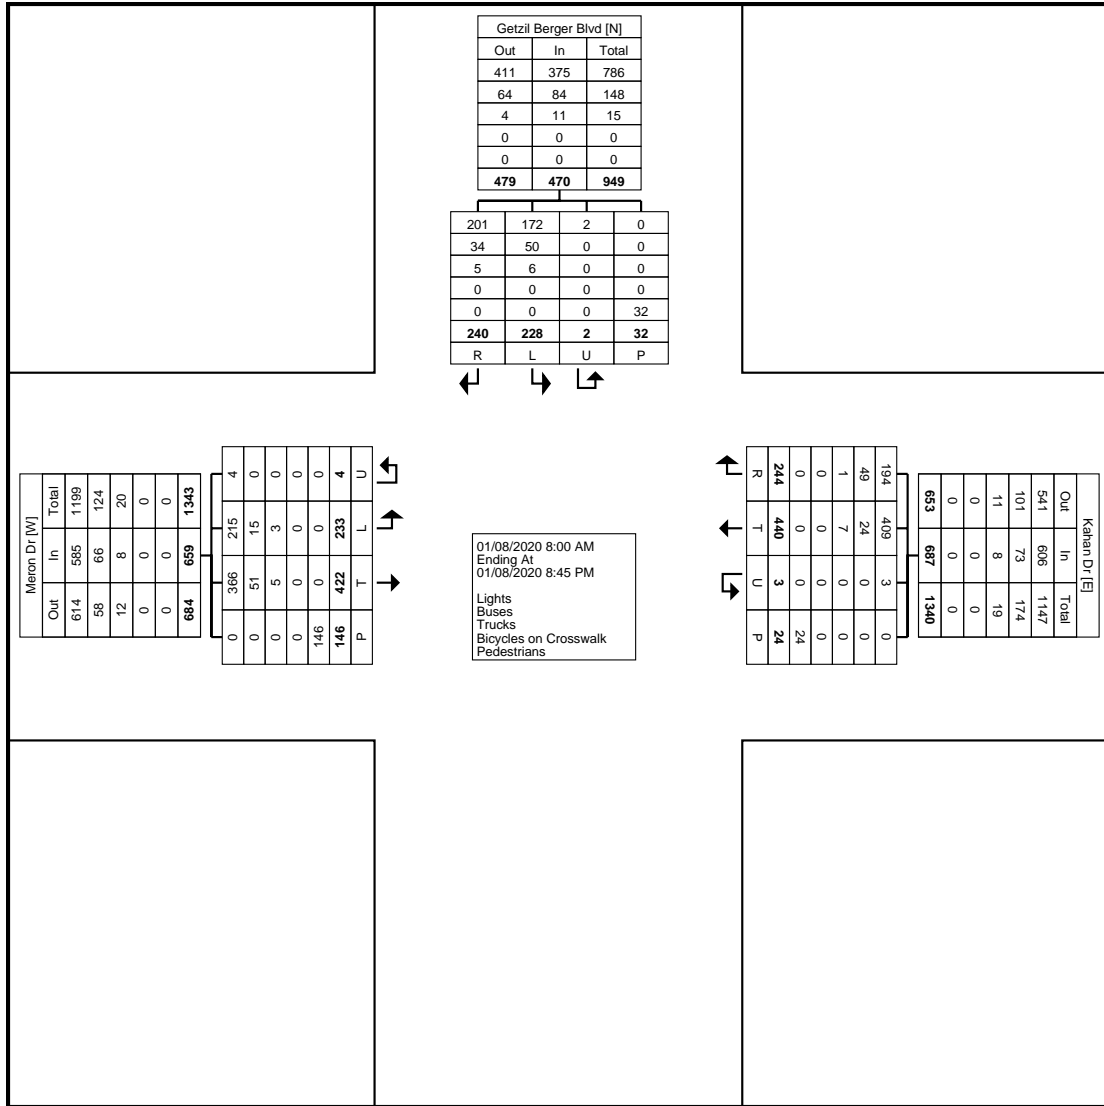 Getzil Berger Blvd [N]
Out In Total
411 375 786
64 84 148
4 11 15
0 0 0
0 0 0
479 470 949
201 172 2 0
34 50 0 0
5 6 0 0
0 0 0 0
0 0 0 32
240 228 2 32
R L U P
Meron Dr [W]
Total 1199 124 20 0 0 1343
In 585 66 8 0 0 659
Out 614 58 12 0 0 684
4 0 0 0 0 4 U
215 15 3 0 0 233 L
366 51 5 0 0 422 T
0 0 0 0 146 146 P
01/08/2020 8:00 AM
Ending At
01/08/2020 8:45 PM
Lights
Buses
Trucks
Bicycles on Crosswalk
Pedestrians
R 244 0 0 1 49 194
T 440 0 0 7 24 409
U 3 0 0 0 0 3
P 24 24 0 0 0 0
Kahan Dr [E]
Out In Total
541 606 1147
101 73 174
11 8 19
0 0 0
0 0 0
653 687 1340